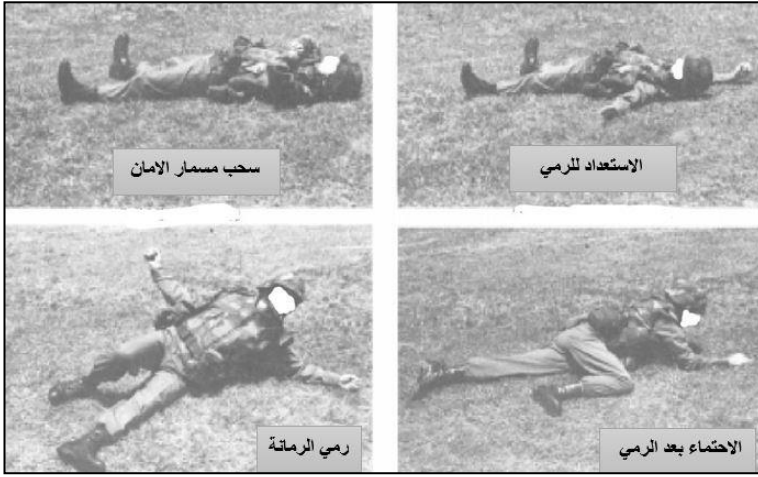 الاستعداد للرمي
سحب مسمار الامان
الاحتماء بعد الرمي
رمي الرمانة